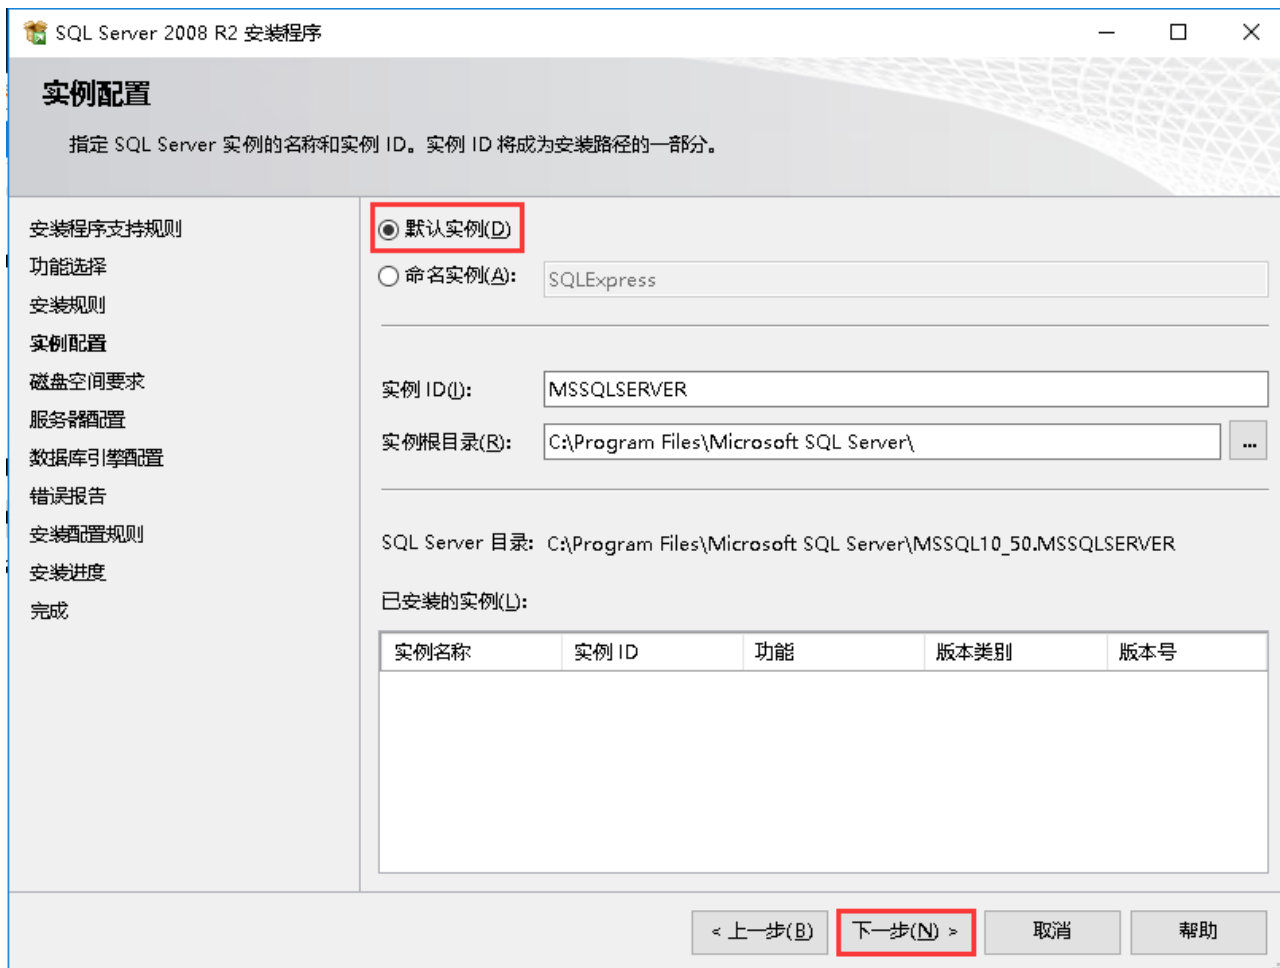 SQL Server 2008 R2 安装程序
实例配置
指定 SQL Server 实例的名称和实例 ID。实例 ID 将成为安装路径的一部分。
安装程序支持规则
功能选择
安装规则
实例配置
磁盘空间要求
服务器配置
数据库引擎配置
错误报告
安装配置规则
安装进度
完成
默认实例(D)
命名实例(A): SQLExpress
实例 ID(I): MSSQLSERVER
实例根目录(R): C:\Program Files\Microsoft SQL Server\ ...
SQL Server 目录: C:\Program Files\Microsoft SQL Server\MSSQL10_50.MSSQLSERVER
已安装的实例(L):
实例名称 实例 ID 功能 版本类别 版本号
< 上一步(B) 下一步(N) > 取消 帮助